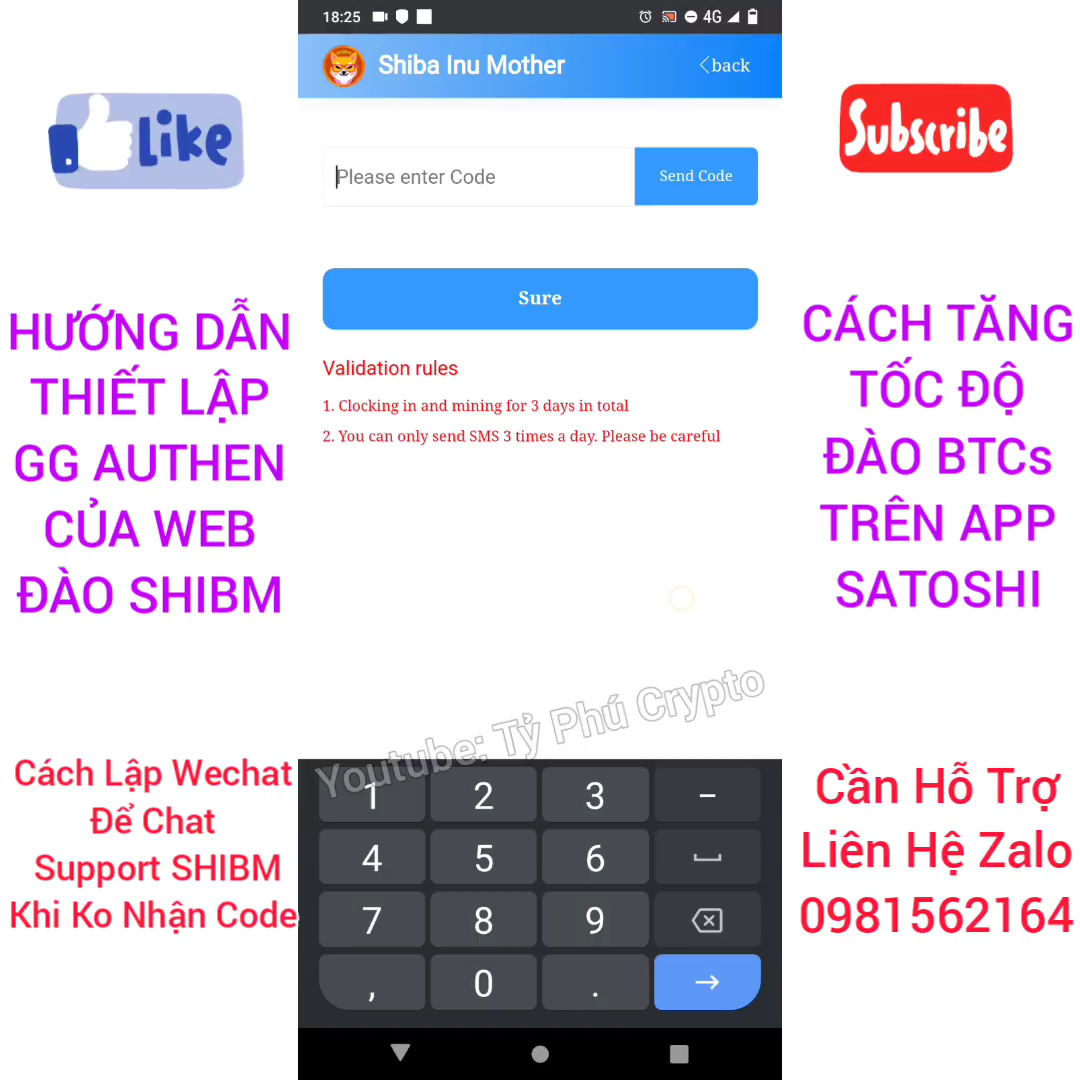 18:25
4G
Shiba Inu Mother
back
Like
Subscribe
Please enter Code
Send Code
Sure
HƯỚNG DẪN
THIẾT LẬP
GG AUTHEN
CỦA WEB
ĐÀO SHIBM
CÁCH TĂNG
TỐC ĐỘ
ĐÀO BTCs
TRÊN APP
SATOSHI
Validation rules
1. Clocking in and mining for 3 days in total
2. You can only send SMS 3 times a day. Please be careful
Youtube: Tỷ Phú Crypto
Cách Lập Wechat
Để Chat
Support SHIBM
Khi Ko Nhận Code
Cần Hỗ Trợ
Liên Hệ Zalo
0981562164
1 2 3 –
4 5 6
7 8 9
, 0 .